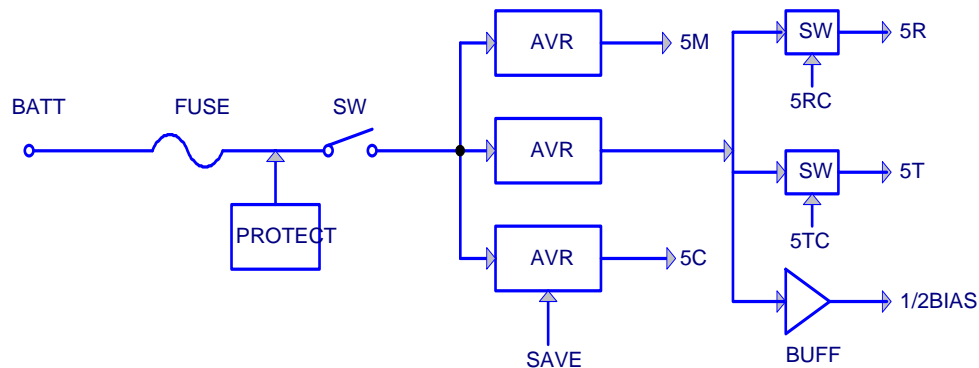 BATT
FUSE
PROTECT
SW
AVR
5M
AVR
AVR
5C
SAVE
SW
5R
5RC
SW
5T
5TC
1/2BIAS
BUFF